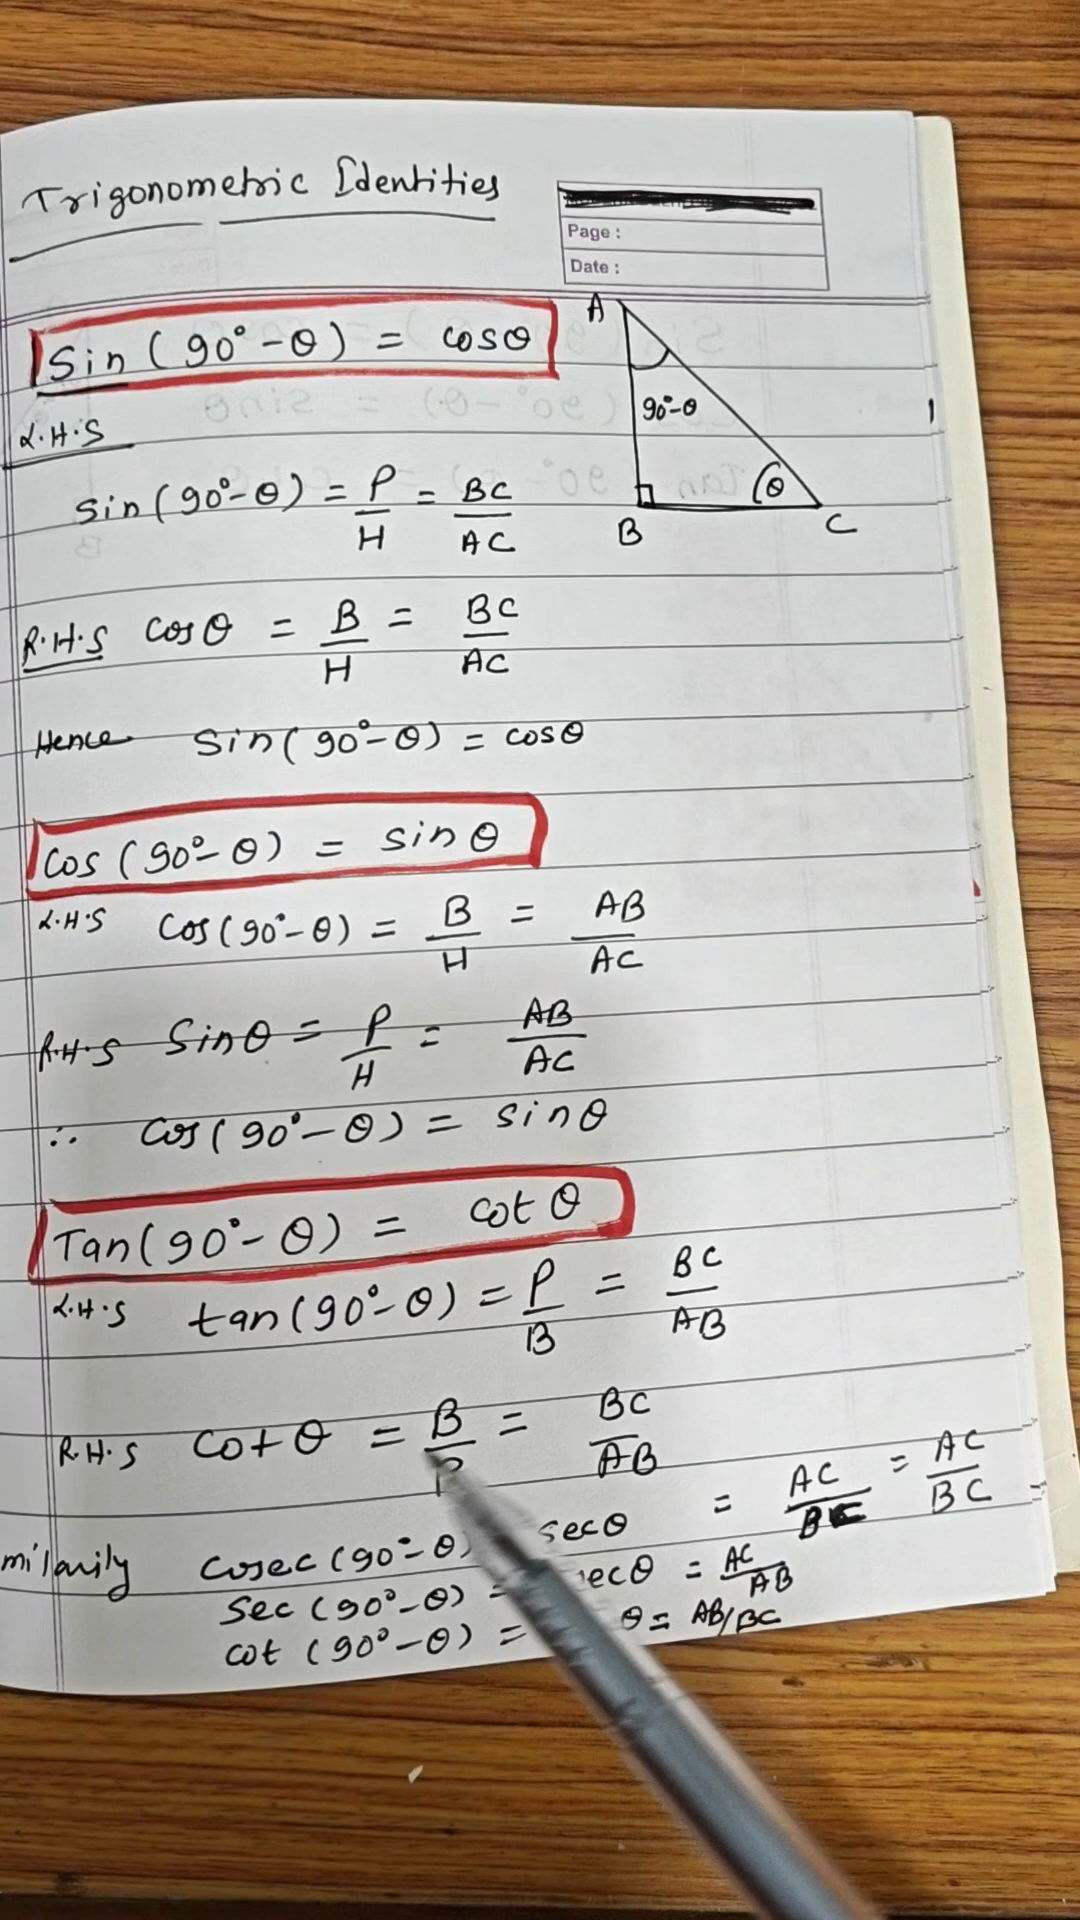 Trigonometric Identities
Page :
Date :
Sin (90° - θ) = cosθ
L.H.S
Sin (90° - θ) = P/H = BC/AC
A
90°-θ
θ
B
C
R.H.S cosθ = B/H = BC/AC
Hence Sin (90° - θ) = cosθ
cos (90° - θ) = sin θ
L.H.S Cos (90° - θ) = B/H = AB/AC
R.H.S Sinθ = P/H = AB/AC
∴ Cos (90° - θ) = sinθ
Tan (90° - θ) = cot θ
L.H.S tan (90° - θ) = P/B = BC/AB
R.H.S Cot θ = B/P = BC/AB
milarily Cosec (90° - θ) secθ = AC/BC = AC/BC =
Sec (90° - θ) = ecθ = AC/AB
cot (90° - θ) = θ = AB/BC